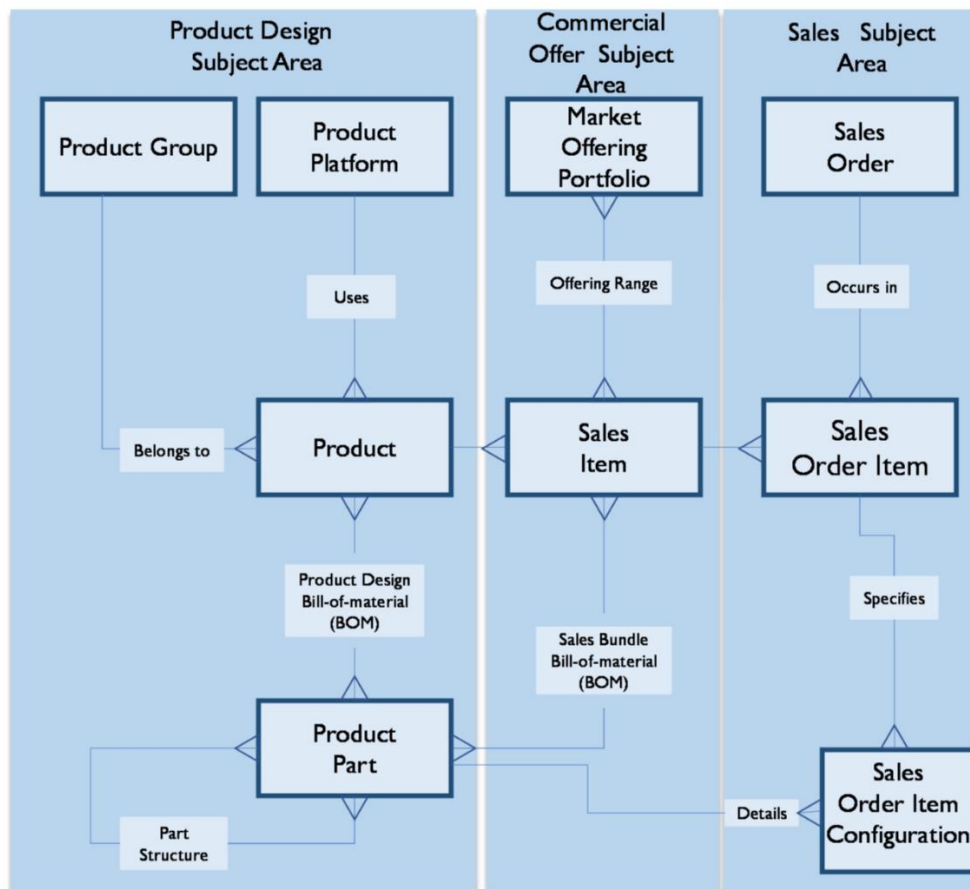 Product Design
Subject Area
Commercial
Offer Subject
Area
Sales Subject
Area
Product Group
Product
Platform
Market
Offering
Portfolio
Sales
Order
Uses
Offering Range
Occurs in
Belongs to
Product
Sales
Item
Sales
Order Item
Product Design
Bill-of-material
(BOM)
Sales Bundle
Bill-of-material
(BOM)
Specifies
Product
Part
Part
Structure
Details
Sales
Order Item
Configuration